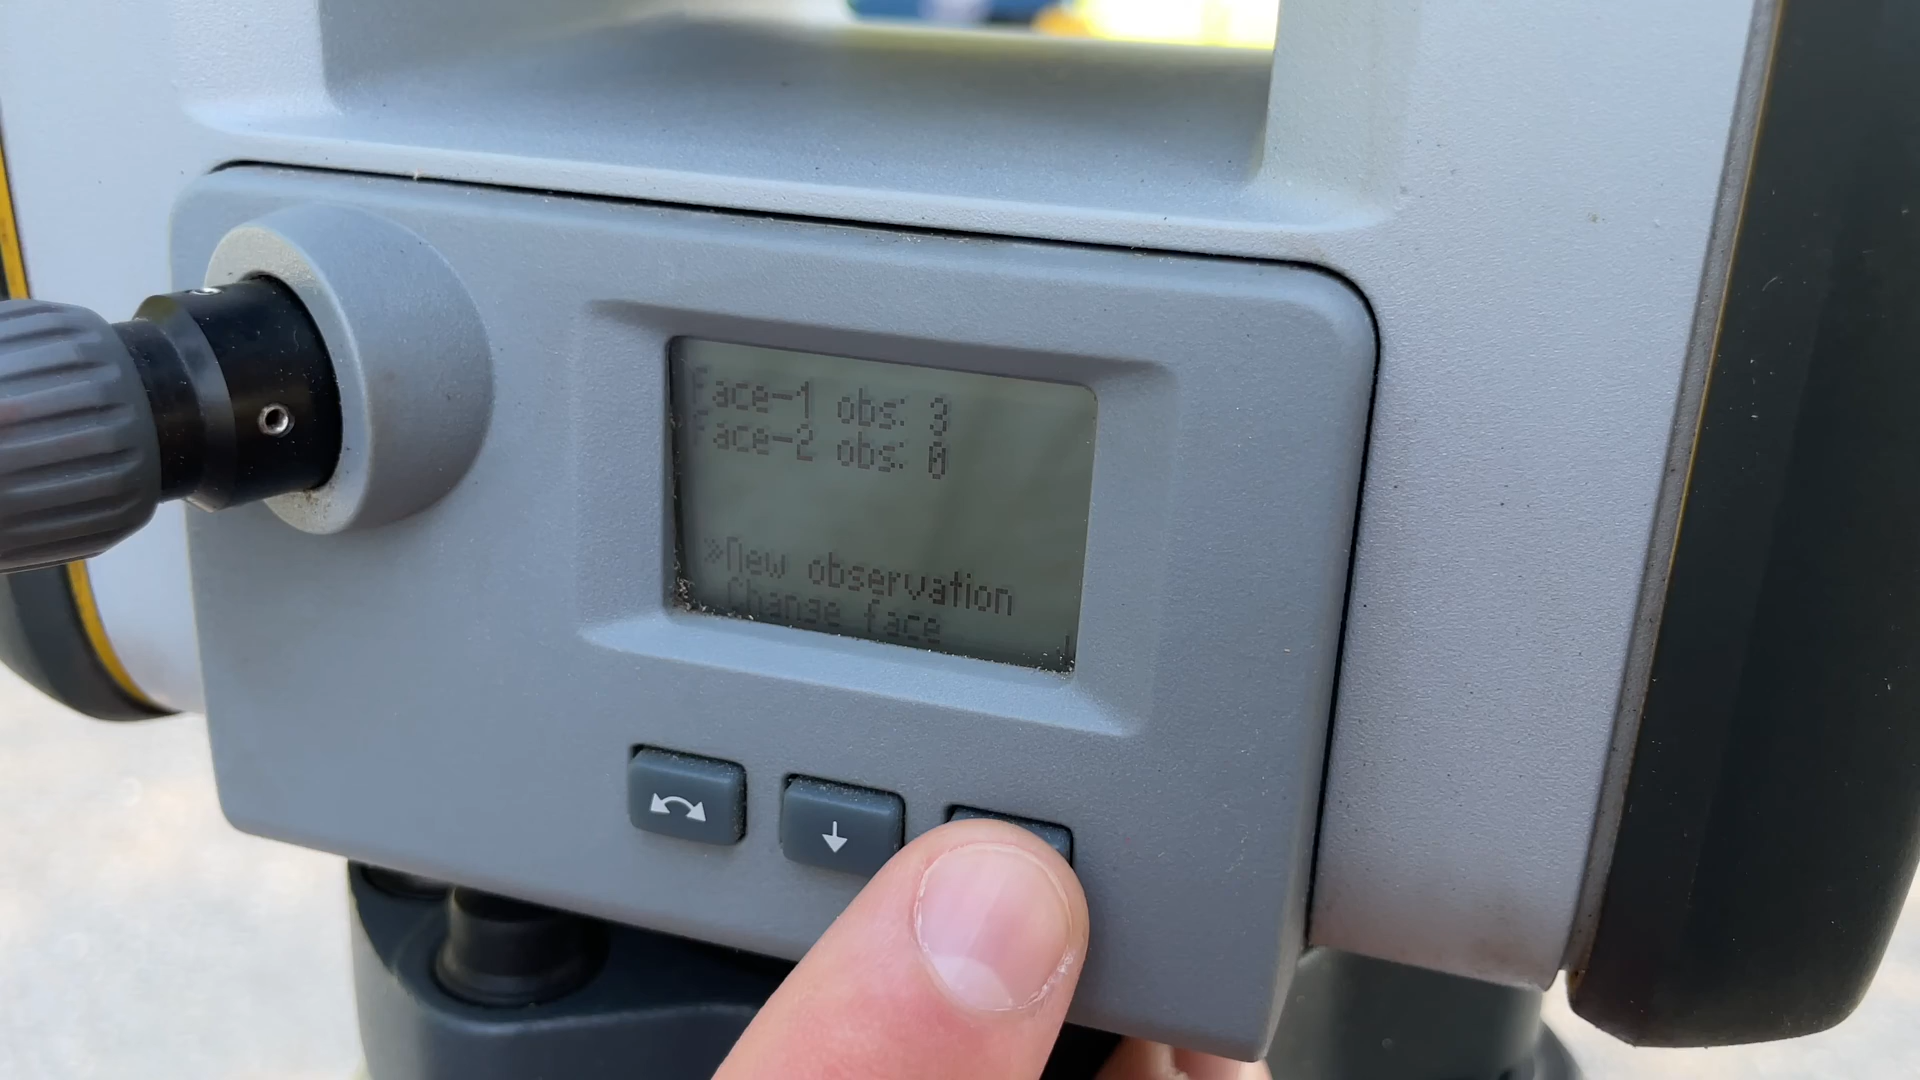 Face-1 obs: 3
Face-2 obs: 0
»New observation
Change face